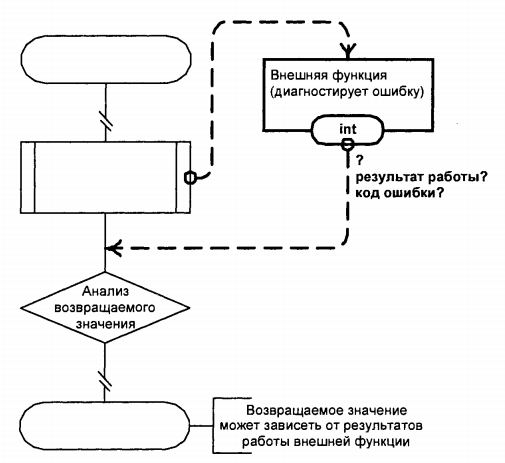 Внешняя функция
(диагностирует ошибку)
int
?
результат работы?
код ошибки?
Анализ
возвращаемого
значения
Возвращаемое значение
может зависеть от результатов
работы внешней функции